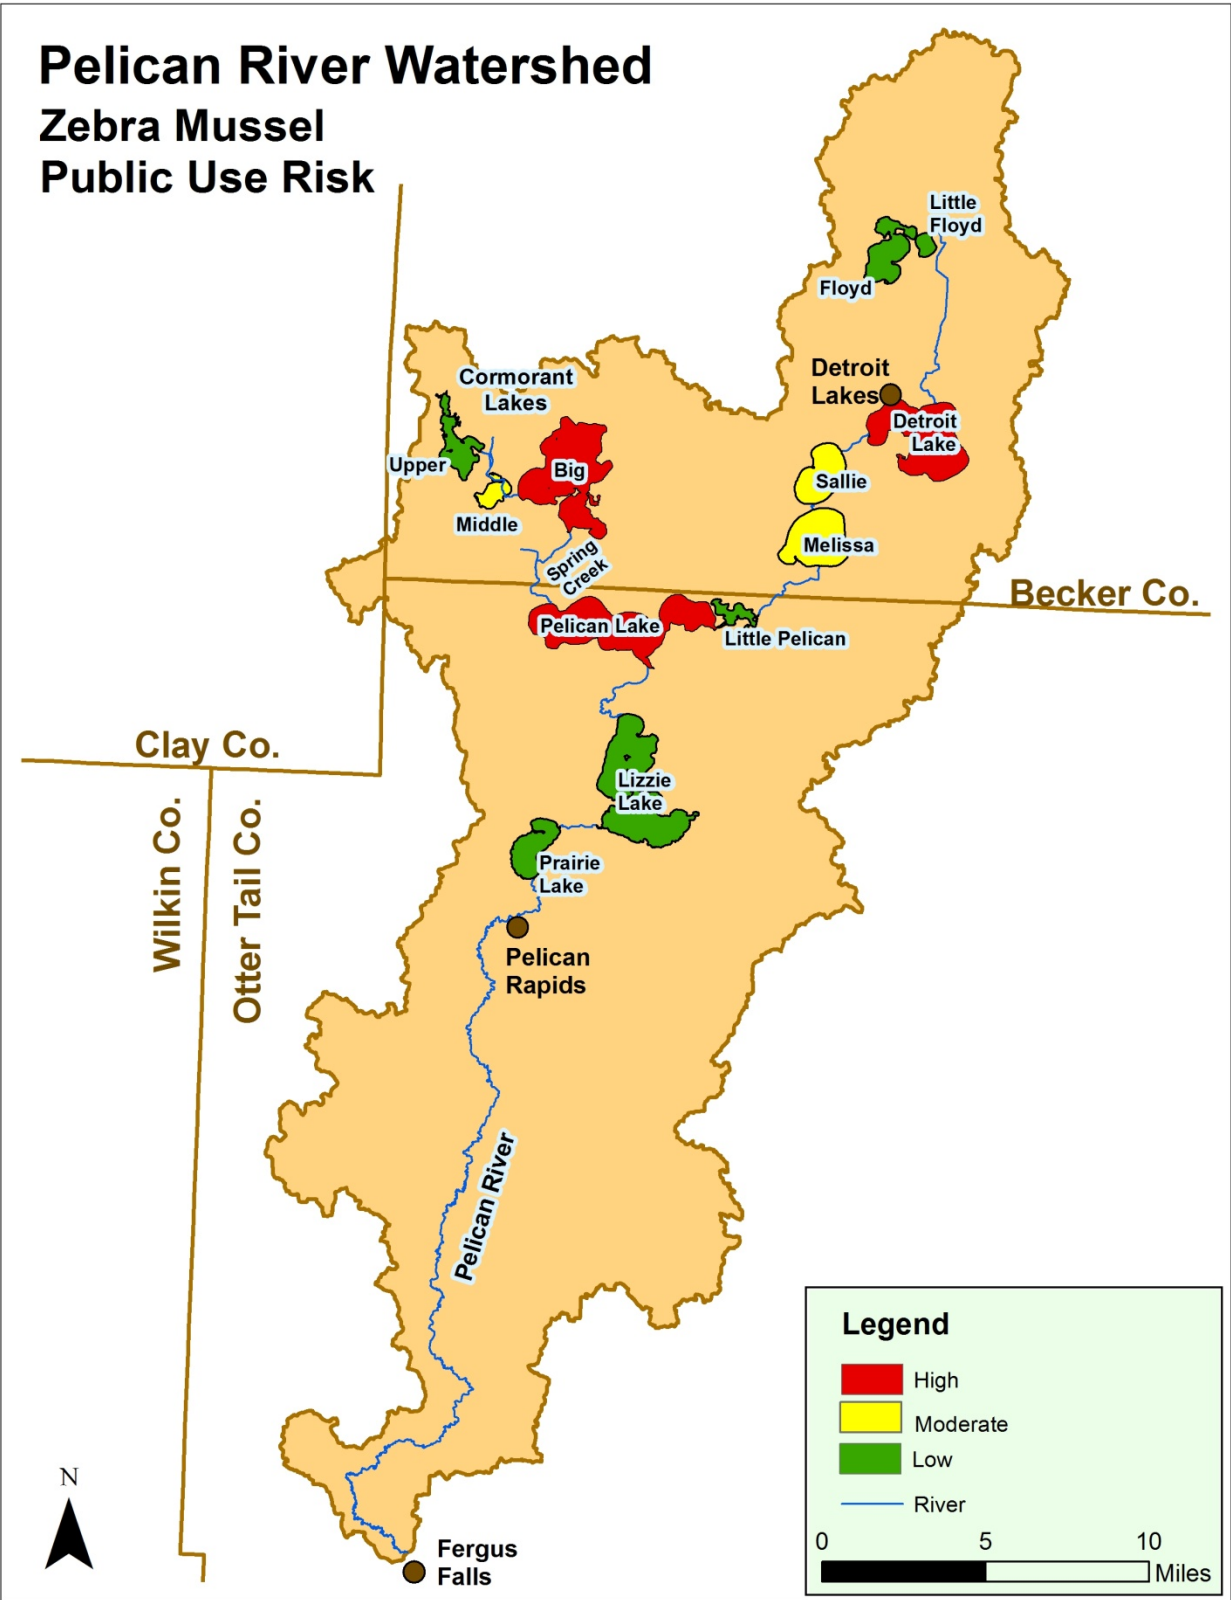 Pelican River Watershed
Zebra Mussel
Public Use Risk
Little
Floyd
Floyd
Detroit
Lakes
Detroit
Lake
Cormorant
Lakes
Upper
Big
Middle
Sallie
Melissa
Spring
Creek
Becker Co.
Pelican Lake
Little Pelican
Clay Co.
Lizzie
Lake
Wilkin Co.
Otter Tail Co.
Prairie
Lake
Pelican
Rapids
Pelican River
Legend
High
Moderate
Low
River
0 5 10
Miles
N
Fergus
Falls